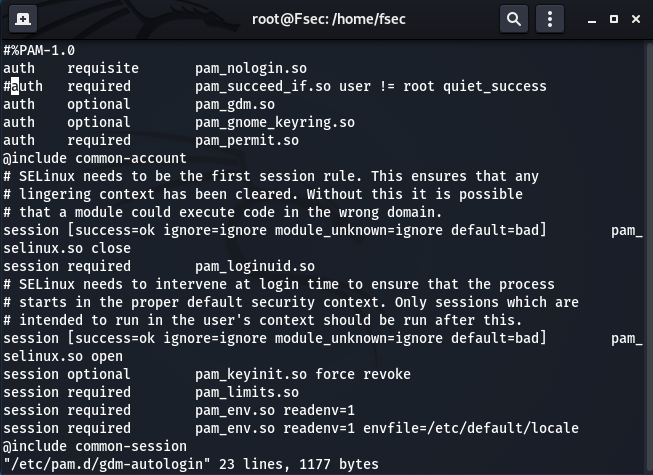 root@Fsec: /home/fsec
#%PAM-1.0
auth    requisite       pam_nologin.so
#auth   required        pam_succeed_if.so user != root quiet_success
auth    optional        pam_gdm.so
auth    optional        pam_gnome_keyring.so
auth    required        pam_permit.so
@include common-account
# SELinux needs to be the first session rule. This ensures that any
# lingering context has been cleared. Without this it is possible
# that a module could execute code in the wrong domain.
session [success=ok ignore=ignore module_unknown=ignore default=bad]        pam_
selinux.so close
session required        pam_loginuid.so
# SELinux needs to intervene at login time to ensure that the process
# starts in the proper default security context. Only sessions which are
# intended to run in the user's context should be run after this.
session [success=ok ignore=ignore module_unknown=ignore default=bad]        pam_
selinux.so open
session optional        pam_keyinit.so force revoke
session required        pam_limits.so
session required        pam_env.so readenv=1
session required        pam_env.so readenv=1 envfile=/etc/default/locale
@include common-session
"/etc/pam.d/gdm-autologin" 23 lines, 1177 bytes